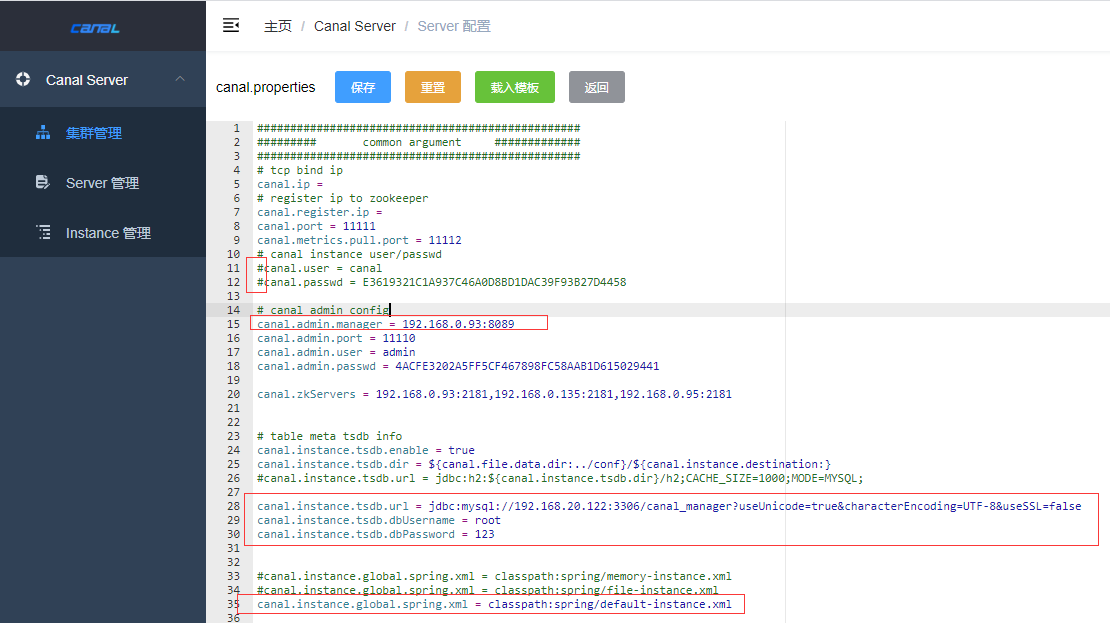 canal
主页 / Canal Server / Server 配置
Canal Server
集群管理
Server 管理
Instance 管理
canal.properties 保存 重置 载入模板 返回
1 #################################################
2 ######### common argument #############
3 #################################################
4 # tcp bind ip
5 canal.ip =
6 # register ip to zookeeper
7 canal.register.ip =
8 canal.port = 11111
9 canal.metrics.pull.port = 11112
10 # canal instance user/passwd
11 #canal.user = canal
12 #canal.passwd = E3619321C1A937C46A0D8BD1DAC39F93B27D4458
13
14 # canal admin config
15 canal.admin.manager = 192.168.0.93:8089
16 canal.admin.port = 11110
17 canal.admin.user = admin
18 canal.admin.passwd = 4ACFE3202A5FF5CF467898FC58AAB1D615029441
19
20 canal.zkServers = 192.168.0.93:2181,192.168.0.135:2181,192.168.0.95:2181
21
22
23 # table meta tsdb info
24 canal.instance.tsdb.enable = true
25 canal.instance.tsdb.dir = ${canal.file.data.dir:../conf}/${canal.instance.destination:}
26 #canal.instance.tsdb.url = jdbc:h2:${canal.instance.tsdb.dir}/h2;CACHE_SIZE=1000;MODE=MYSQL;
27
28 canal.instance.tsdb.url = jdbc:mysql://192.168.20.122:3306/canal_manager?useUnicode=true&characterEncoding=UTF-8&useSSL=false
29 canal.instance.tsdb.dbUsername = root
30 canal.instance.tsdb.dbPassword = 123
31
32
33 #canal.instance.global.spring.xml = classpath:spring/memory-instance.xml
34 #canal.instance.global.spring.xml = classpath:spring/file-instance.xml
35 canal.instance.global.spring.xml = classpath:spring/default-instance.xml
36